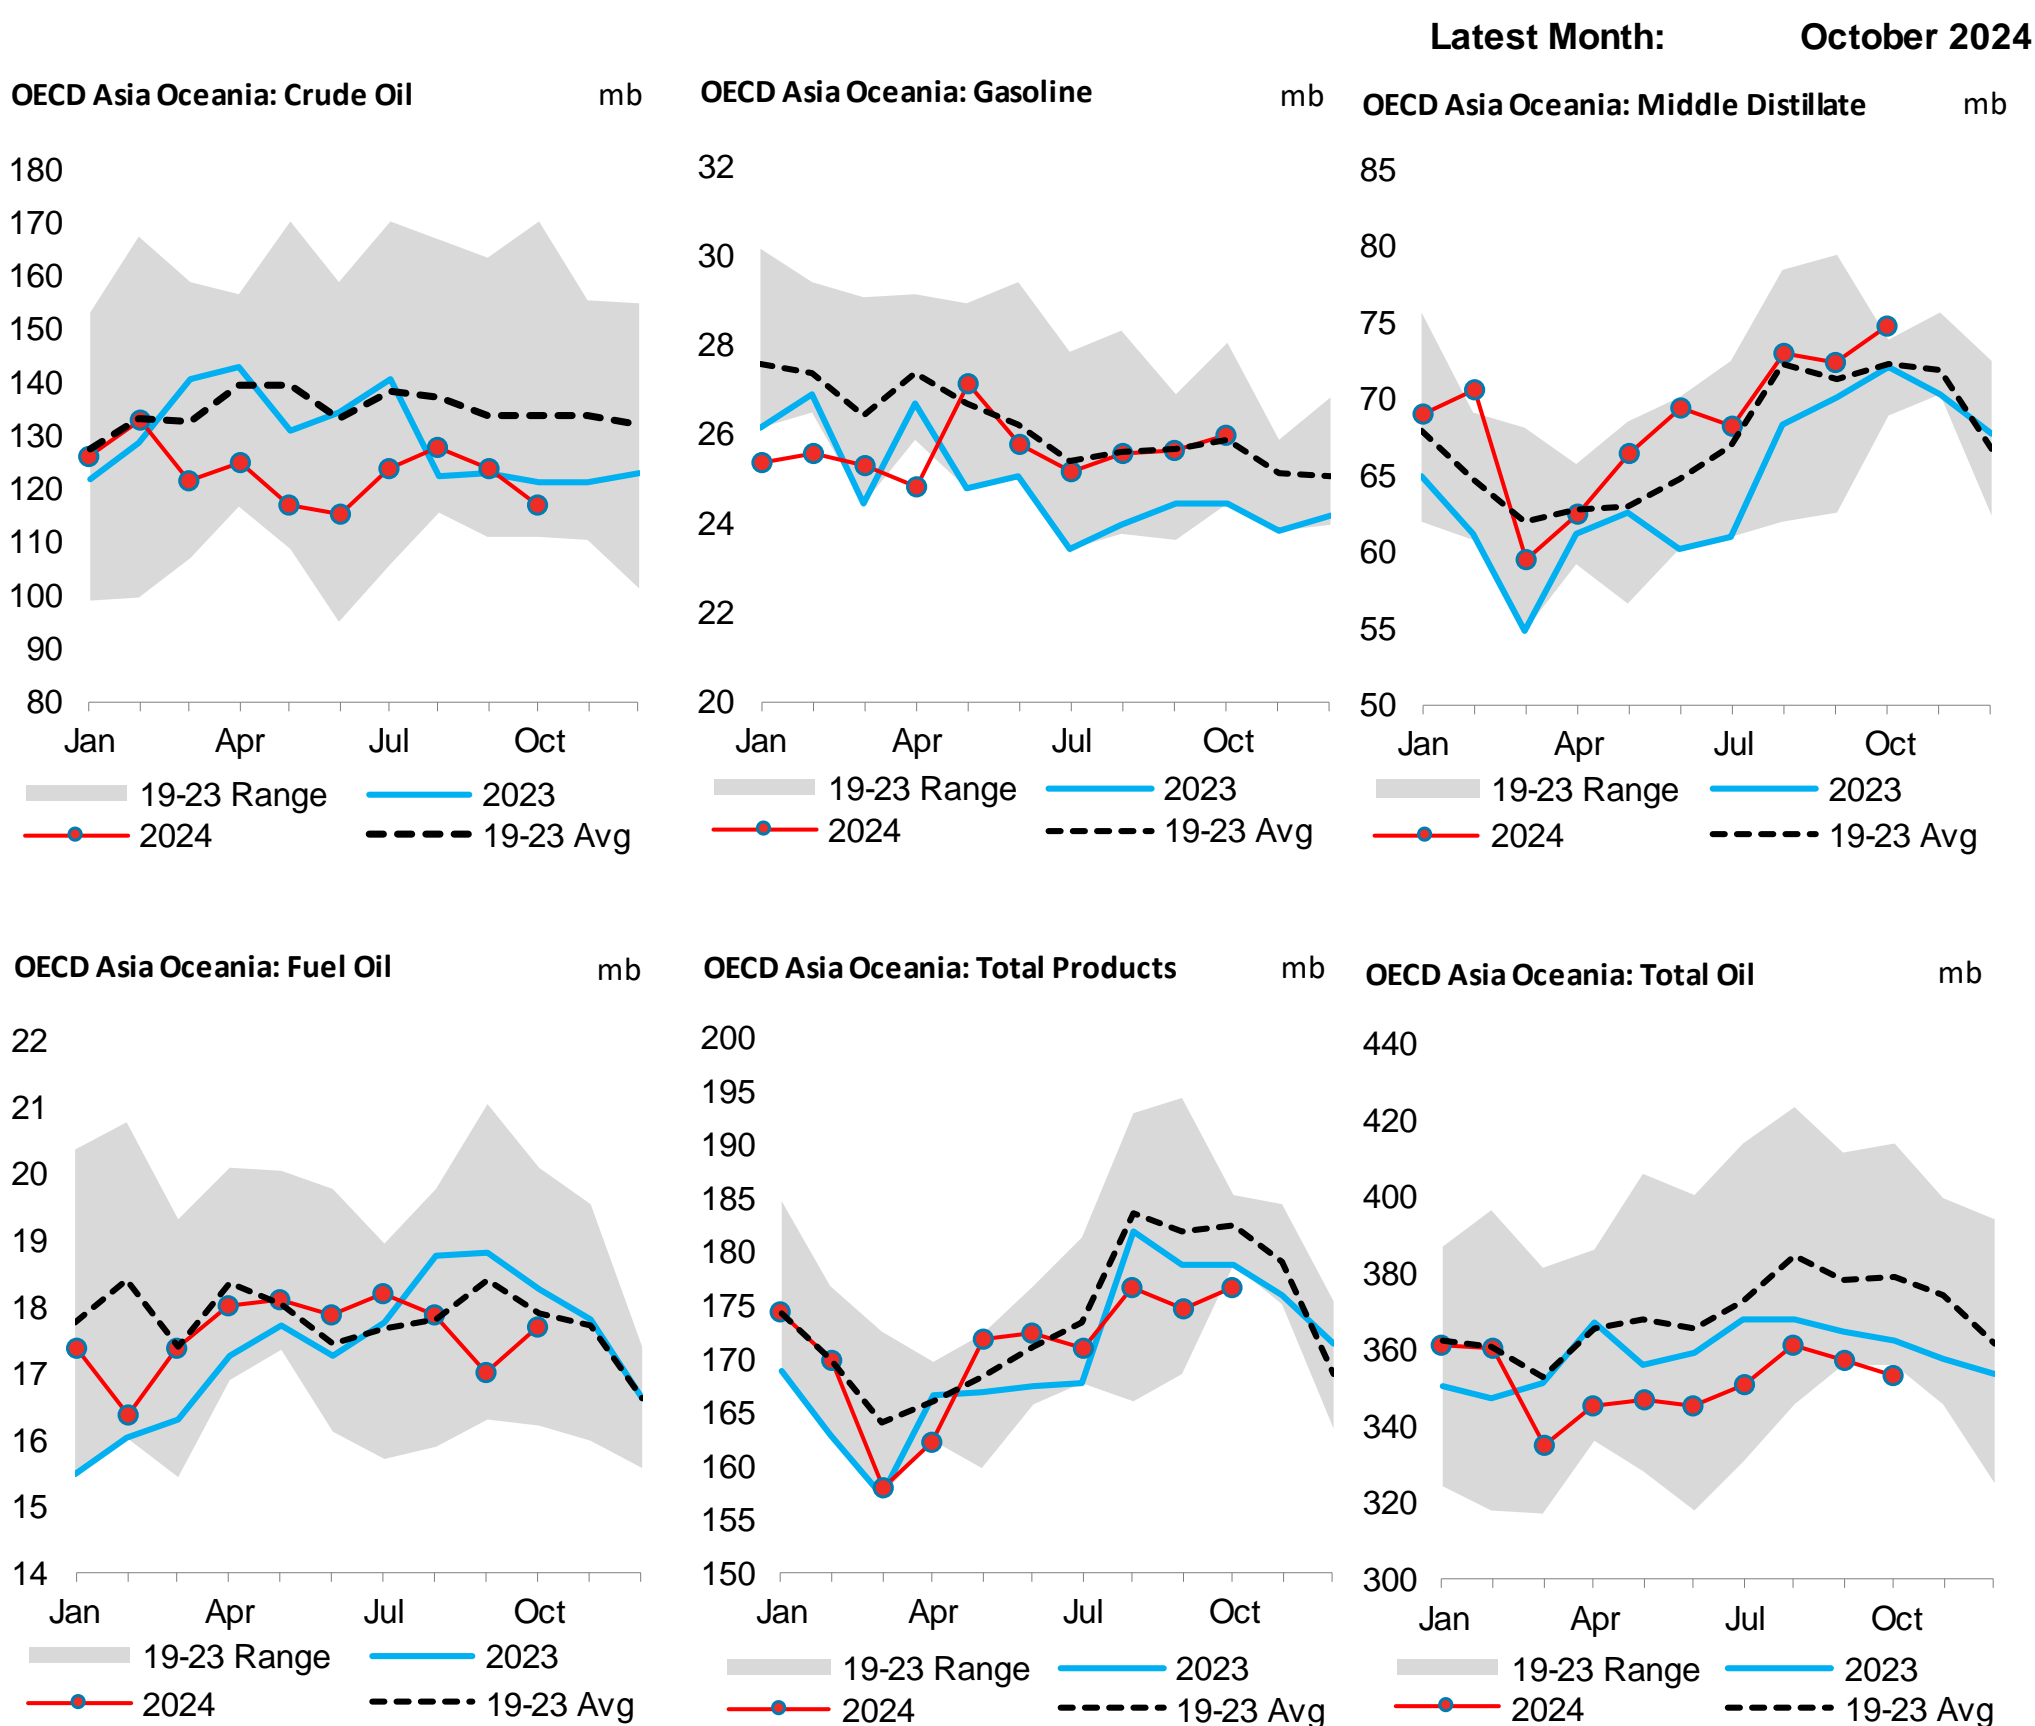 Latest Month: October 2024
OECD Asia Oceania: Crude Oil mb
180
170
160
150
140
130
120
110
100
90
80
Jan Apr Jul Oct
19-23 Range 2023
2024 19-23 Avg
OECD Asia Oceania: Gasoline mb
32
30
28
26
24
22
20
Jan Apr Jul Oct
19-23 Range 2023
2024 19-23 Avg
OECD Asia Oceania: Middle Distillate mb
85
80
75
70
65
60
55
50
Jan Apr Jul Oct
19-23 Range 2023
2024 19-23 Avg
OECD Asia Oceania: Fuel Oil mb
22
21
20
19
18
17
16
15
14
Jan Apr Jul Oct
19-23 Range 2023
2024 19-23 Avg
OECD Asia Oceania: Total Products mb
200
195
190
185
180
175
170
165
160
155
150
Jan Apr Jul Oct
19-23 Range 2023
2024 19-23 Avg
OECD Asia Oceania: Total Oil mb
440
420
400
380
360
340
320
300
Jan Apr Jul Oct
19-23 Range 2023
2024 19-23 Avg